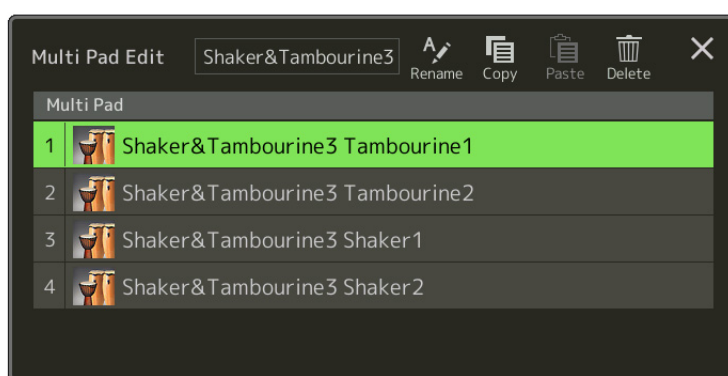 Multi Pad Edit Shaker&Tambourine3
Rename Copy Paste Delete
Multi Pad
1 Shaker&Tambourine3 Tambourine1
2 Shaker&Tambourine3 Tambourine2
3 Shaker&Tambourine3 Shaker1
4 Shaker&Tambourine3 Shaker2